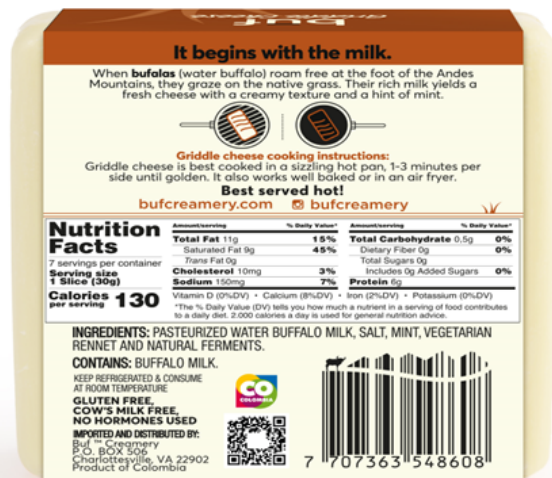 buf
Griddle Cheese
It begins with the milk.
When bufalas (water buffalo) roam free at the foot of the Andes
Mountains, they graze on the native grass. Their rich milk yields a
fresh cheese with a creamy texture and a hint of mint.
Griddle cheese cooking instructions:
Griddle cheese is best cooked in a sizzling hot pan, 1-3 minutes per
side until golden. It also works well baked or in an air fryer.
Best served hot!
bufcreamery.com bufcreamery
Nutrition
Facts
7 servings per container
Serving size
1 Slice (30g)
Calories
per serving 130
Amount/serving % Daily Value*
Total Fat 11g 15%
Saturated Fat 9g 45%
Trans Fat 0g
Cholesterol 10mg 3%
Sodium 150mg 7%
Amount/serving % Daily Value*
Total Carbohydrate 0,5g 0%
Dietary Fiber 0g 0%
Total Sugars 0g
Includes 0g Added Sugars 0%
Protein 6g
Vitamin D (0%DV) • Calcium (8%DV) • Iron (2%DV) • Potassium (0%DV)
*The % Daily Value (DV) tells you how much a nutrient in a serving of food contributes
to a daily diet. 2.000 calories a day is used for general nutrition advice.
INGREDIENTS: PASTEURIZED WATER BUFFALO MILK, SALT, MINT, VEGETARIAN
RENNET AND NATURAL FERMENTS.
CONTAINS: BUFFALO MILK.
KEEP REFRIGERATED & CONSUME
AT ROOM TEMPERATURE
GLUTEN FREE,
COW'S MILK FREE,
NO HORMONES USED
IMPORTED AND DISTRIBUTED BY:
Buf ™ Creamery
P.O. BOX 506
Charlottesville, VA 22902
Product of Colombia
CO
COLOMBIA
7 707363 548608